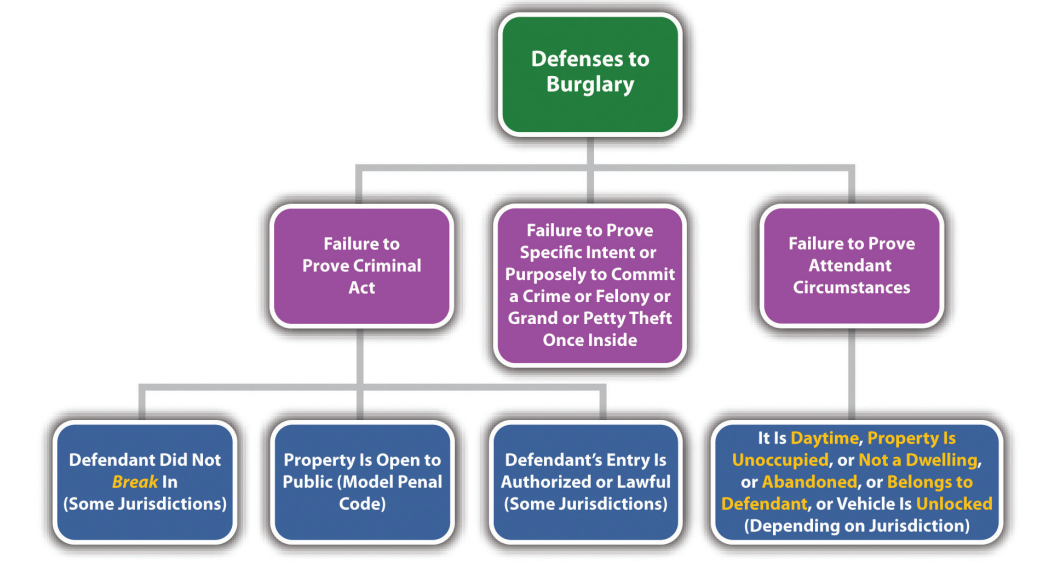 Defenses to
Burglary
Failure to
Prove Criminal
Act
Failure to Prove
Specific Intent or
Purposely to Commit
a Crime or Felony or
Grand or Petty Theft
Once Inside
Failure to Prove
Attendant
Circumstances
Defendant Did Not
Break In
(Some Jurisdictions)
Property Is Open to
Public (Model Penal
Code)
Defendant’s Entry Is
Authorized or Lawful
(Some Jurisdictions)
It Is Daytime, Property Is
Unoccupied, or Not a Dwelling,
or Abandoned, or Belongs to
Defendant, or Vehicle Is Unlocked
(Depending on Jurisdiction)